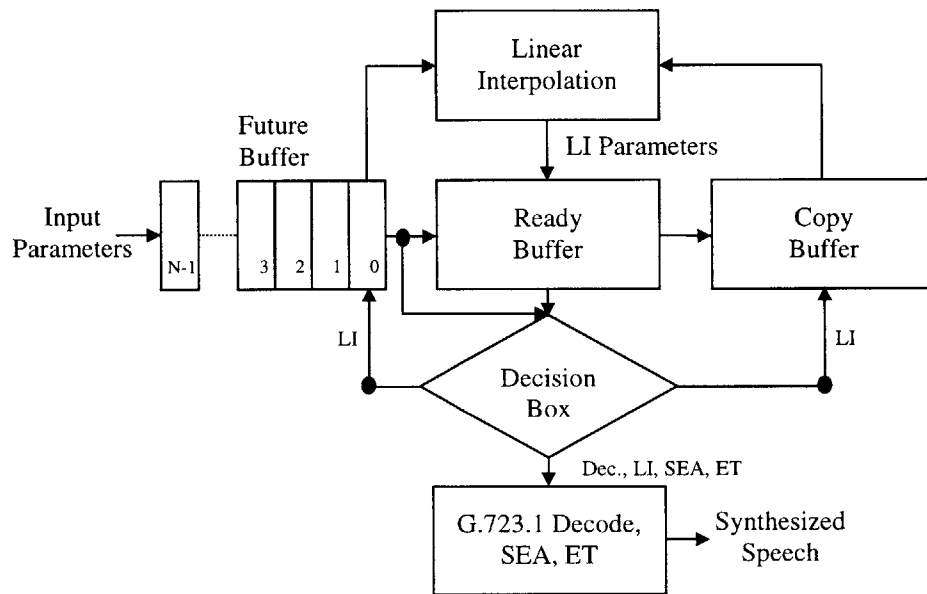 Linear
Interpolation
Future
Buffer
LI Parameters
Input
Parameters
N-1
3 2 1 0
Ready
Buffer
Copy
Buffer
LI
LI
Decision
Box
Dec., LI, SEA, ET
G.723.1 Decode,
SEA, ET
Synthesized
Speech